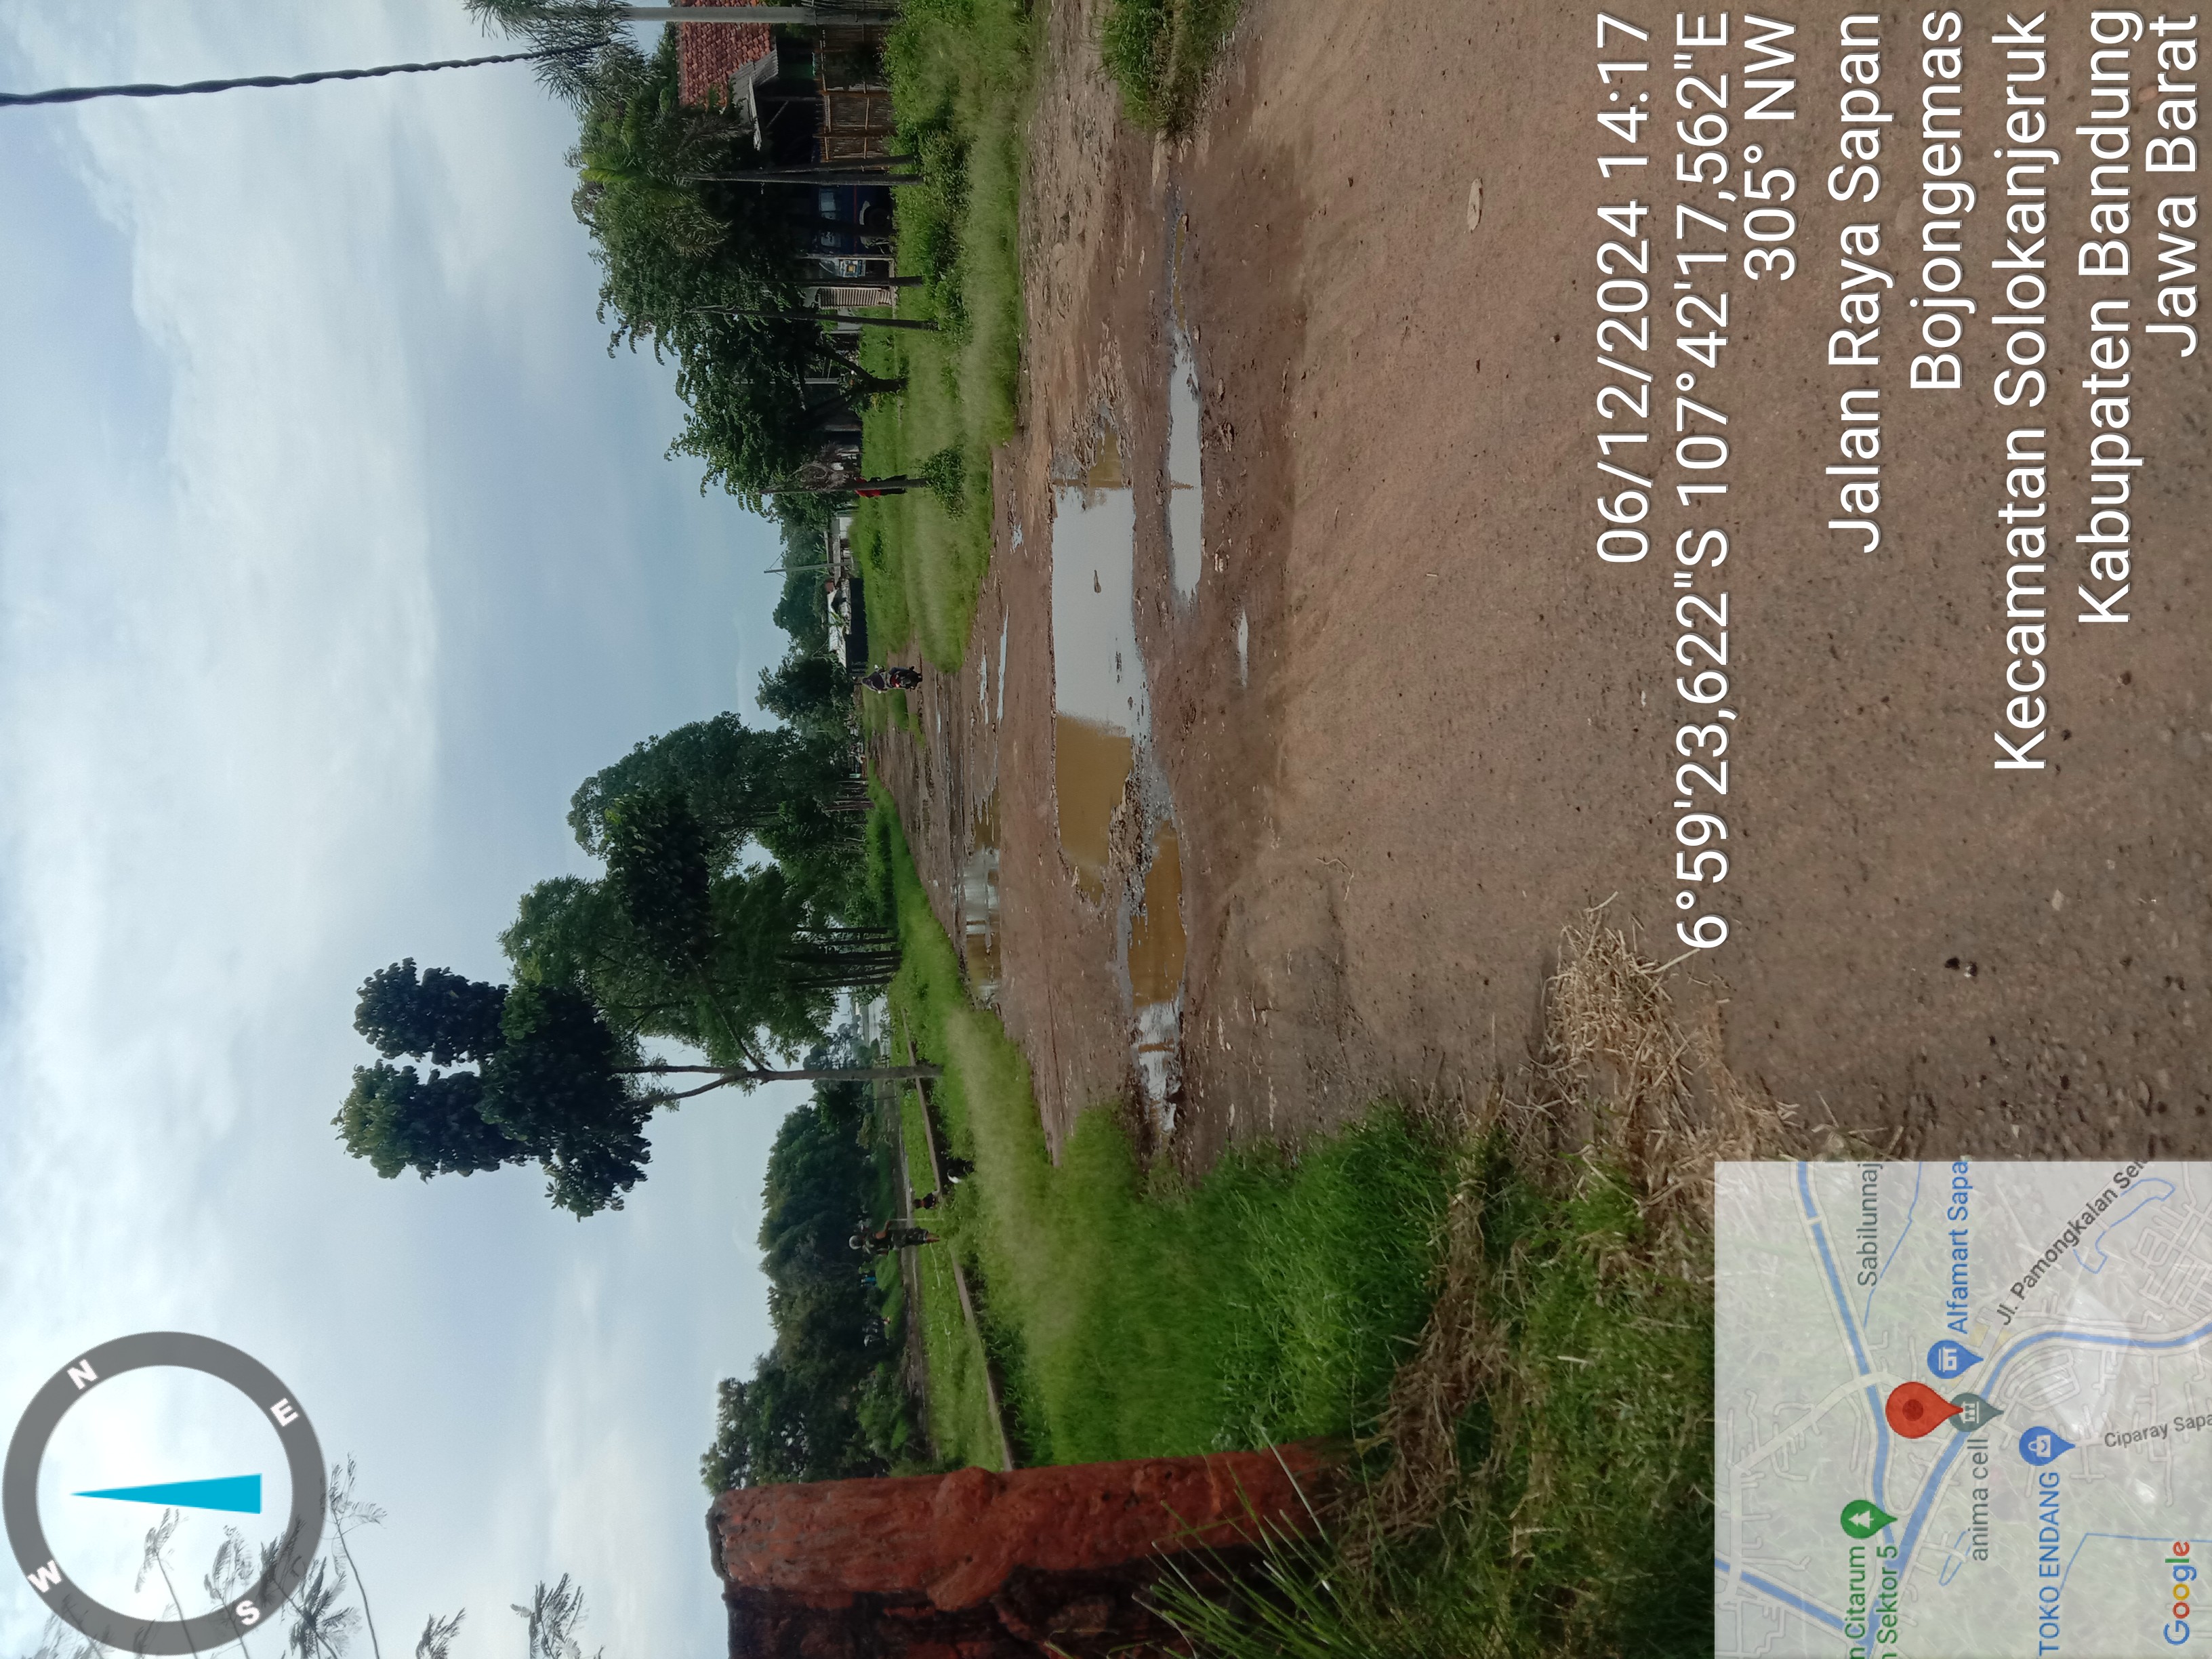 W
N
S
E
06/12/2024 14:17
6°59'23,622"S 107°42'17,562"E
305° NW
Jalan Raya Sapan
Bojongemas
Kecamatan Solokanjeruk
Kabupaten Bandung
Jawa Barat
n Citarum
n Sektor 5
Sabilunnaj
Alfamart Sapa
anima cell
Jl. Pamongkalan Sek
TOKO ENDANG
Ciparay Sapa
Google